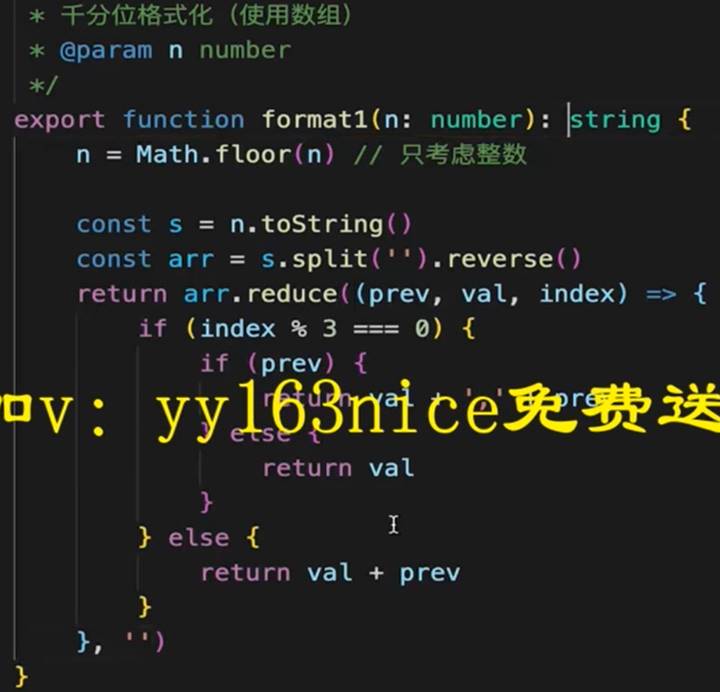 * 千分位格式化（使用数组）
* @param n number
*/
export function format1(n: number): string {
n = Math.floor(n) // 只考虑整数
const s = n.toString()
const arr = s.split('').reverse()
return arr.reduce((prev, val, index) => {
if (index % 3 === 0) {
if (prev) {
return val + ',' + prev
加v：yy163nice免费送
} else {
return val
}
} else {
return val + prev
}
}, '')
}